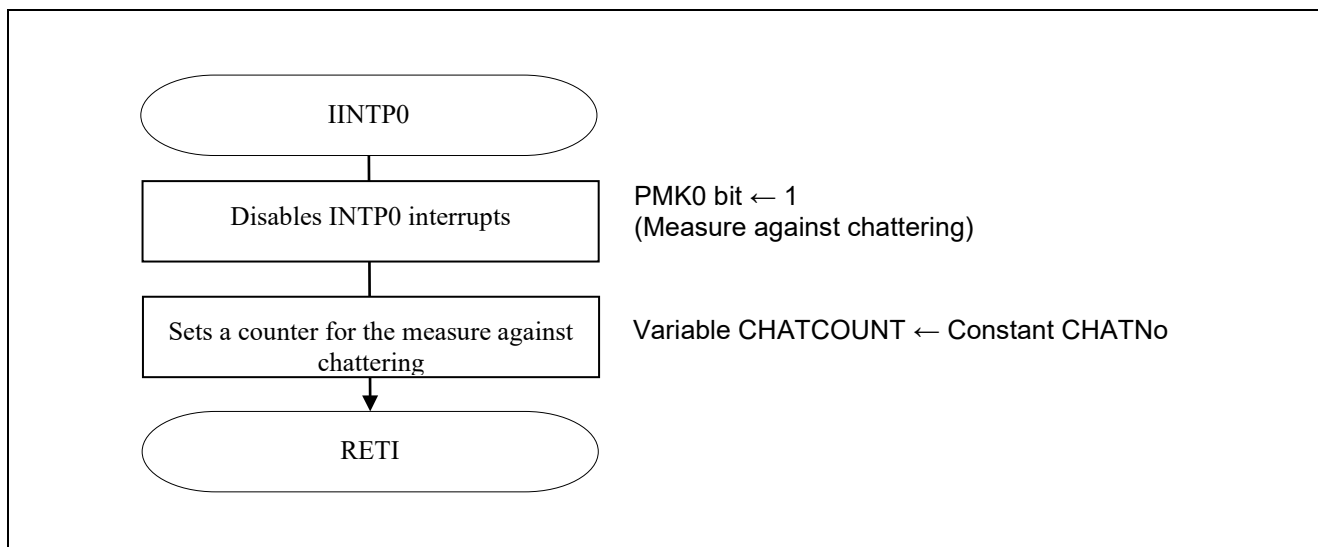 IINTP0
Disables INTP0 interrupts
PMK0 bit ← 1
(Measure against chattering)
Sets a counter for the measure against
chattering
Variable CHATCOUNT ← Constant CHATNo
RETI